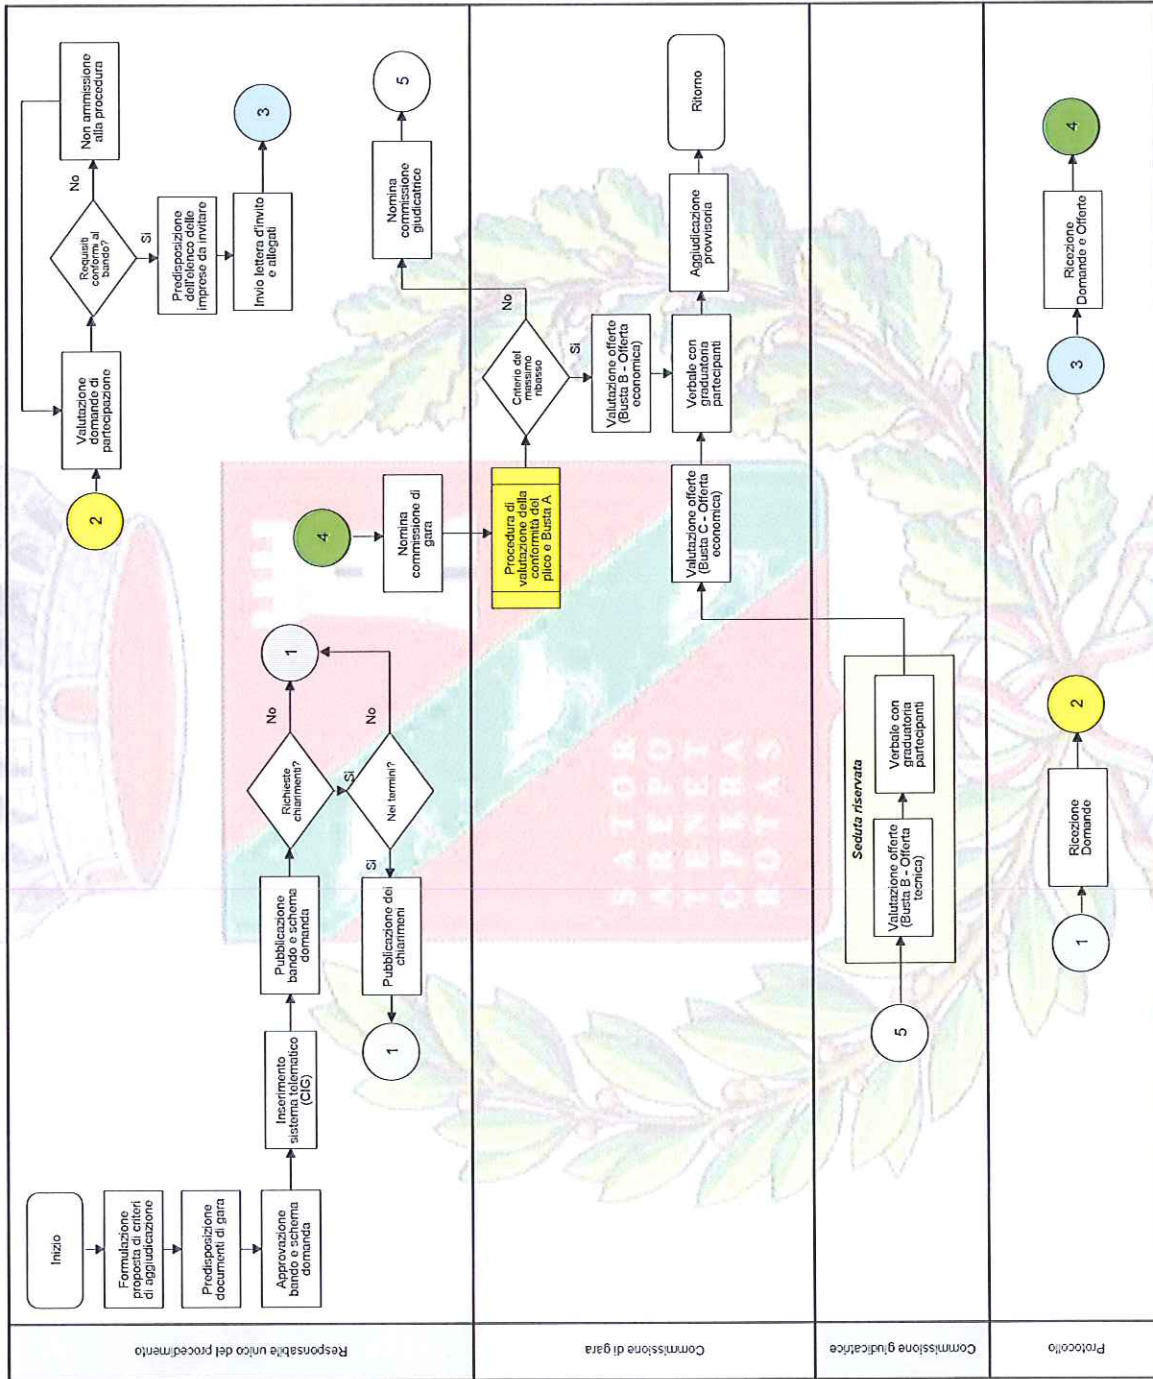 Responsabile unico del procedimento
Inizio
Formulazione
proposta di criteri
di aggiudicazione
Predisposizione
documenti di gara
Approvazione
bando e schema
domanda
Inserimento
sistema telematico
(CIG)
Pubblicazione
bando e schema
domanda
Richieste
chiarimenti?
No
Si
1
Nei termini?
No
Si
Pubblicazione dei
chiarimeni
1
2
Valutazione
domande di
partecipazione
Requisiti
conformi al
bando?
No
Non ammissione
alla procedura
Si
Predisposizione
dell'elenco delle
imprese da invitare
Invio lettera d'invito
e allegati
3
4
Nomina
commissione di
gara
Nomina
commissione
giudicatrice
5
Commissione di gara
Procedura di
valutazione della
conformità del
plico e Busta A
Criterio del
massimo
ribasso
No
Si
Valutazione offerte
(Busta B - Offerta
economica)
Valutazione offerte
(Busta C - Offerta
economica)
Verbale con
graduatoria
partecipanti
Aggiudicazione
provvisoria
Ritorno
SATOR
AREPO
TENET
OPERA
ROTAS
Commissione giudicatrice
5
Seduta riservata
Valutazione offerte
(Busta B - Offerta
tecnica)
Verbale con
graduatoria
partecipanti
Protocollo
1
Ricezione
Domande
2
3
Ricezione
Domande e Offerte
4